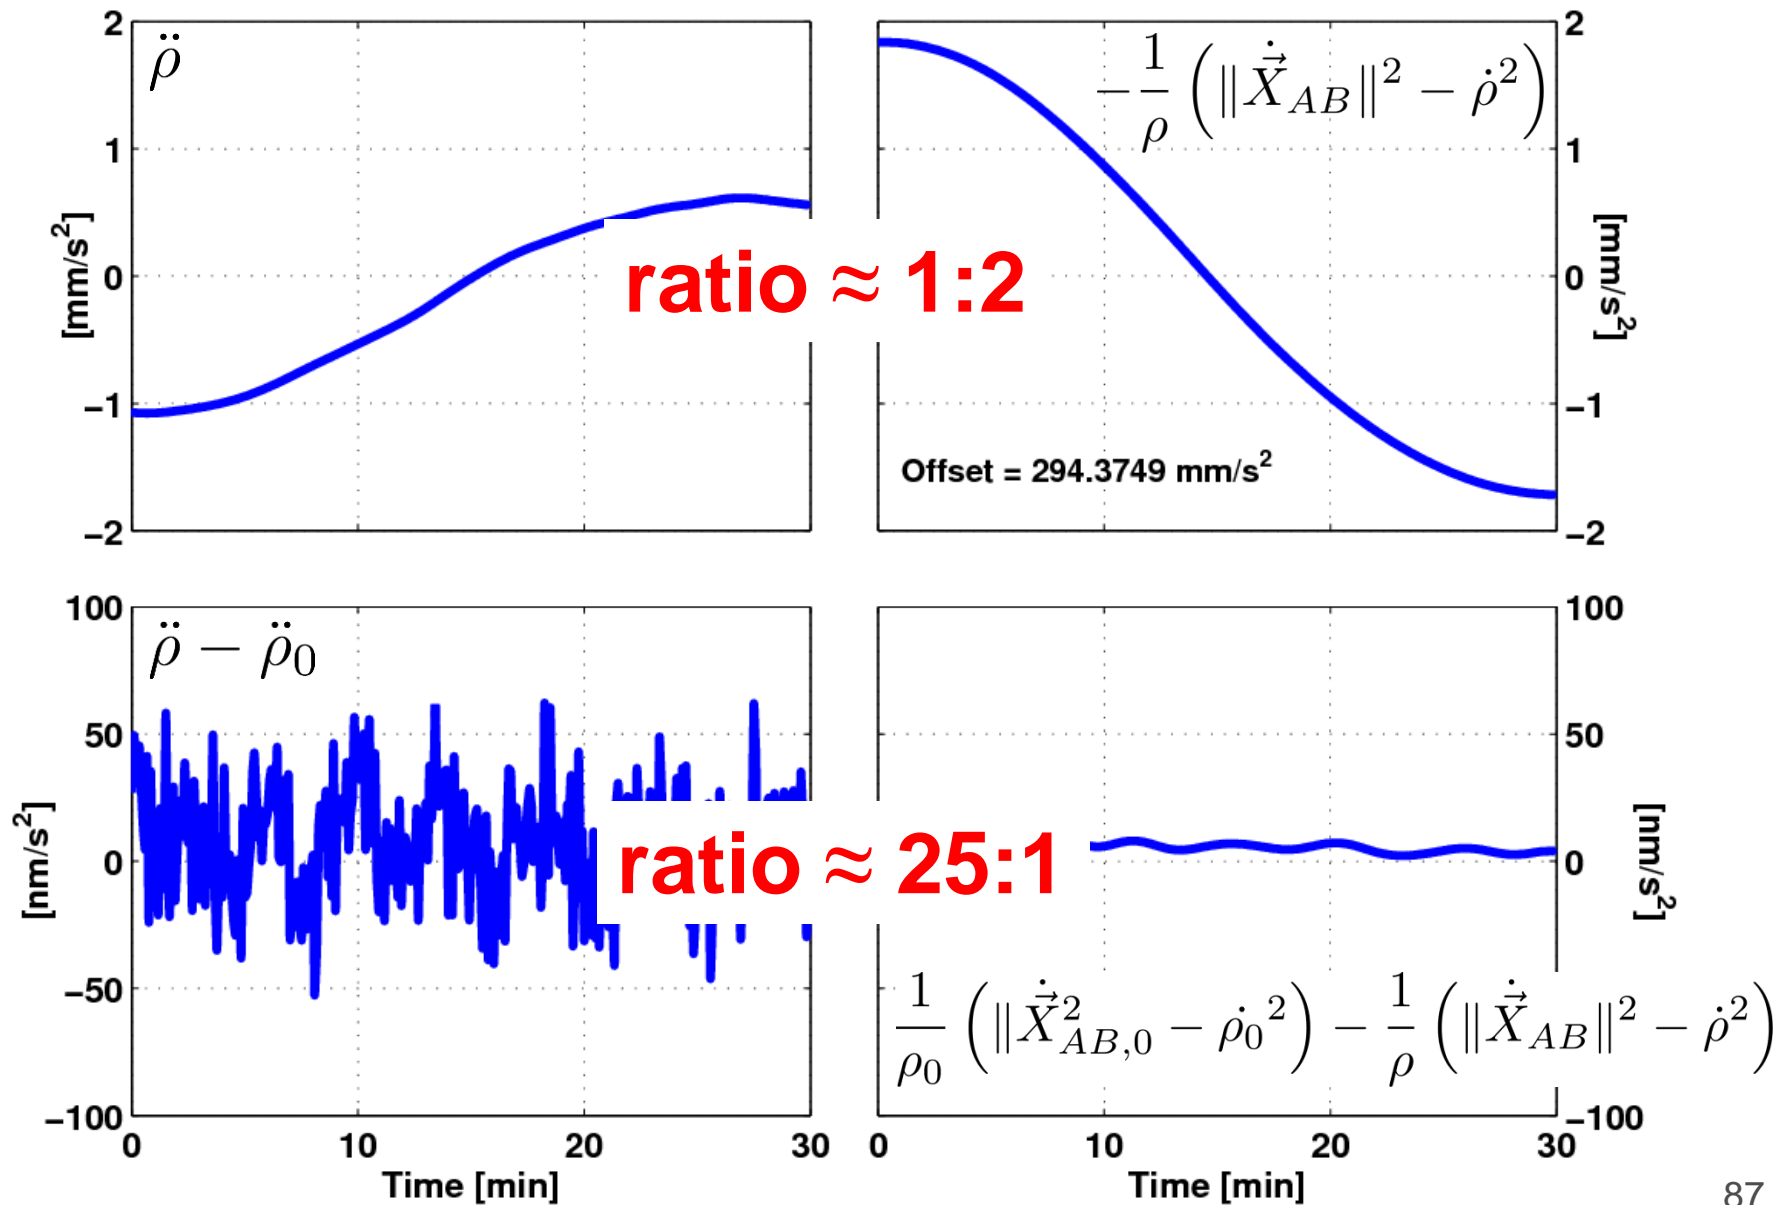 2
1
0
−1
−2
[mm/s²]
ρ̈
2
1
0
−1
−2
[mm/s²]
−1/ρ (‖Ẋ⃗_AB‖² − ρ̇²)
ratio ≈ 1:2
Offset = 294.3749 mm/s²
100
50
0
−50
−100
[nm/s²]
ρ̈ − ρ̈₀
0
10
20
30
Time [min]
100
50
0
−100
[nm/s²]
ratio ≈ 25:1
1/ρ₀ (‖Ẋ⃗²_AB,0 − ρ̇₀²) − 1/ρ (‖Ẋ⃗_AB‖² − ρ̇²)
0
10
20
30
Time [min]
87